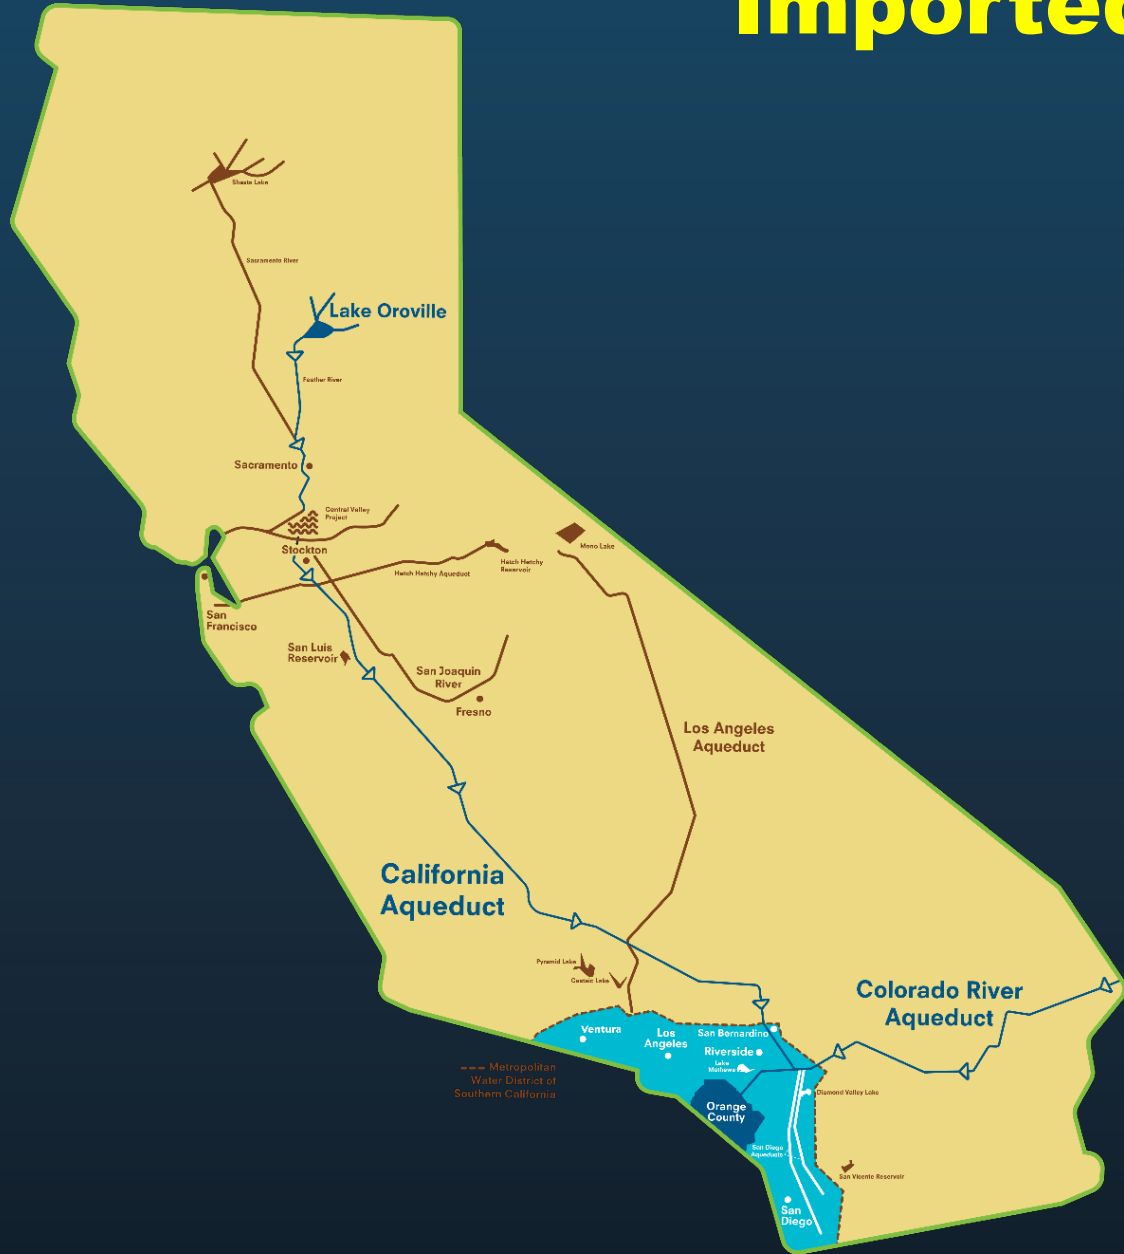 Imported
Shasta Lake
Sacramento River
Lake Oroville
Feather River
Sacramento
Central Valley
Project
Stockton
Mono Lake
Hetch Hetchy
Reservoir
Hetch Hetchy Aqueduct
San
Francisco
San Luis
Reservoir
San Joaquin
River
Fresno
Los Angeles
Aqueduct
California
Aqueduct
Pyramid Lake
Castaic Lake
Colorado River
Aqueduct
Ventura
Los
Angeles
San Bernardino
Riverside
Lake
Mathews
Metropolitan
Water District of
Southern California
Orange
County
Diamond Valley Lake
San Diego
Aqueducts
San Vicente Reservoir
San
Diego